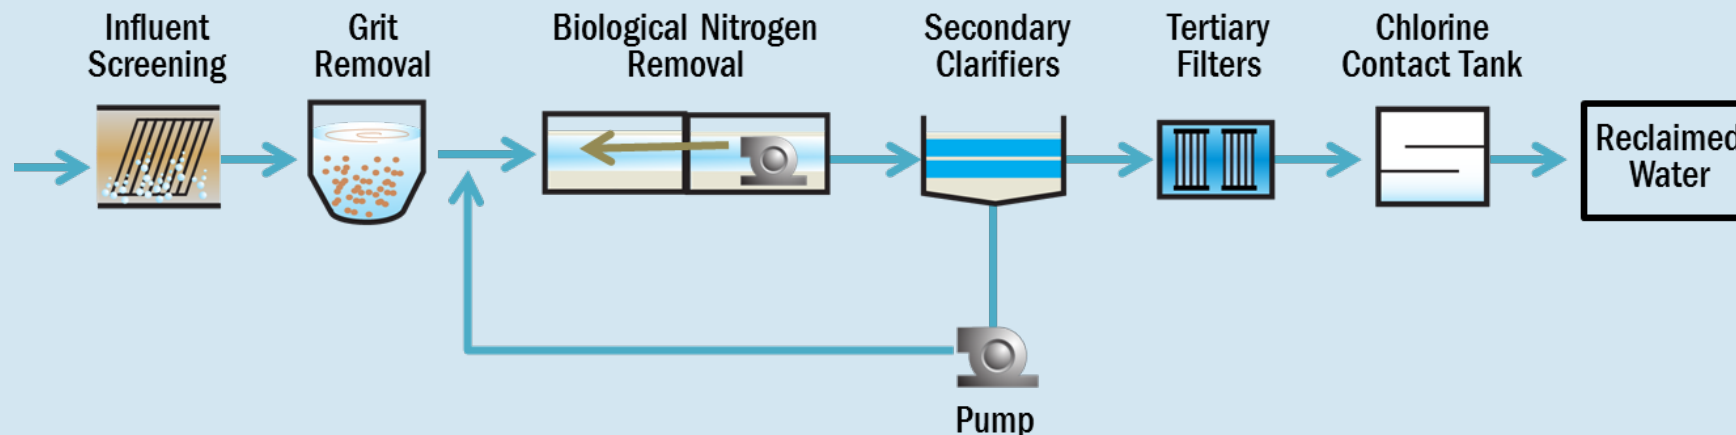 Influent
Screening
Grit
Removal
Biological Nitrogen
Removal
Secondary
Clarifiers
Tertiary
Filters
Chlorine
Contact Tank
Reclaimed
Water
Pump